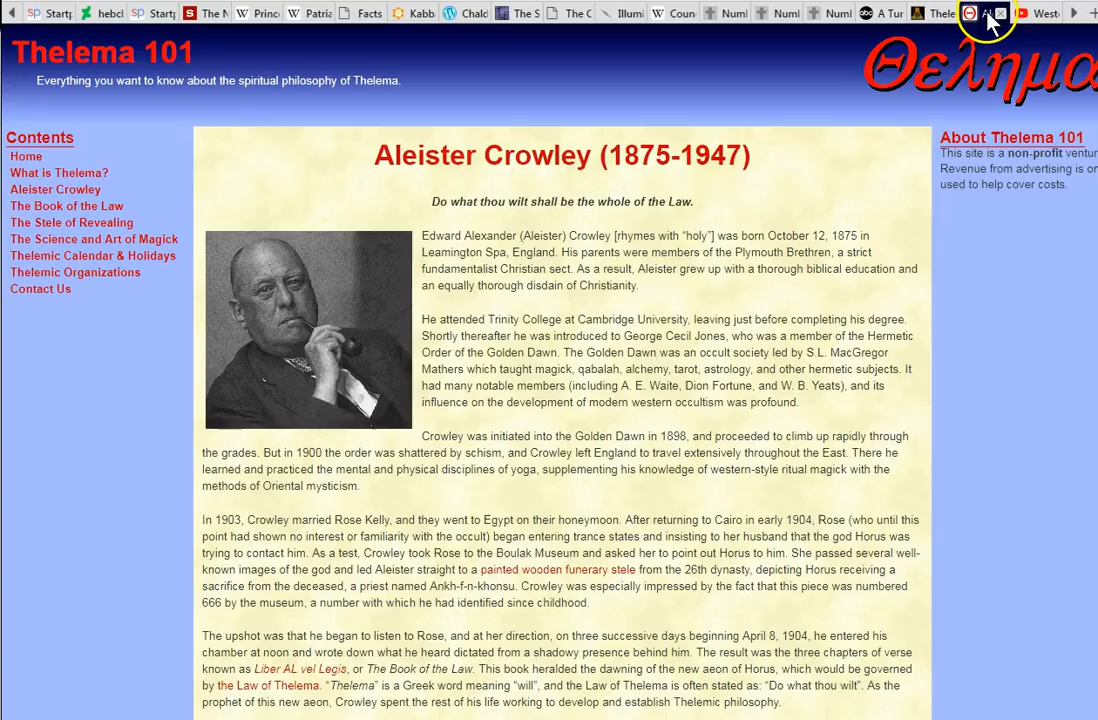 Startp
hebcl
Startp
The N
Princ
Patria
Facts
Kabb
Chald
The S
The C
Illumi
Coun
Numl
Numl
Numl
A Tur
Thele
West
Thelema 101
Everything you want to know about the spiritual philosophy of Thelema.
Θελημα
Contents
Home
What is Thelema?
Aleister Crowley
The Book of the Law
The Stele of Revealing
The Science and Art of Magick
Thelemic Calendar & Holidays
Thelemic Organizations
Contact Us
Aleister Crowley (1875-1947)
Do what thou wilt shall be the whole of the Law.
Edward Alexander (Aleister) Crowley [rhymes with “holy”] was born October 12, 1875 in
Leamington Spa, England. His parents were members of the Plymouth Brethren, a strict
fundamentalist Christian sect. As a result, Aleister grew up with a thorough biblical education and
an equally thorough disdain of Christianity.
He attended Trinity College at Cambridge University, leaving just before completing his degree.
Shortly thereafter he was introduced to George Cecil Jones, who was a member of the Hermetic
Order of the Golden Dawn. The Golden Dawn was an occult society led by S.L. MacGregor
Mathers which taught magick, qabalah, alchemy, tarot, astrology, and other hermetic subjects. It
had many notable members (including A. E. Waite, Dion Fortune, and W. B. Yeats), and its
influence on the development of modern western occultism was profound.
Crowley was initiated into the Golden Dawn in 1898, and proceeded to climb up rapidly through
the grades. But in 1900 the order was shattered by schism, and Crowley left England to travel extensively throughout the East. There he
learned and practiced the mental and physical disciplines of yoga, supplementing his knowledge of western-style ritual magick with the
methods of Oriental mysticism.
In 1903, Crowley married Rose Kelly, and they went to Egypt on their honeymoon. After returning to Cairo in early 1904, Rose (who until this
point had shown no interest or familiarity with the occult) began entering trance states and insisting to her husband that the god Horus was
trying to contact him. As a test, Crowley took Rose to the Boulak Museum and asked her to point out Horus to him. She passed several well-
known images of the god and led Aleister straight to a painted wooden funerary stele from the 26th dynasty, depicting Horus receiving a
sacrifice from the deceased, a priest named Ankh-f-n-khonsu. Crowley was especially impressed by the fact that this piece was numbered
666 by the museum, a number with which he had identified since childhood.
The upshot was that he began to listen to Rose, and at her direction, on three successive days beginning April 8, 1904, he entered his
chamber at noon and wrote down what he heard dictated from a shadowy presence behind him. The result was the three chapters of verse
known as Liber AL vel Legis, or The Book of the Law. This book heralded the dawning of the new aeon of Horus, which would be governed
by the Law of Thelema. “Thelema” is a Greek word meaning “will”, and the Law of Thelema is often stated as: “Do what thou wilt”. As the
prophet of this new aeon, Crowley spent the rest of his life working to develop and establish Thelemic philosophy.
About Thelema 101
This site is a non-profit ventur
Revenue from advertising is on
used to help cover costs.